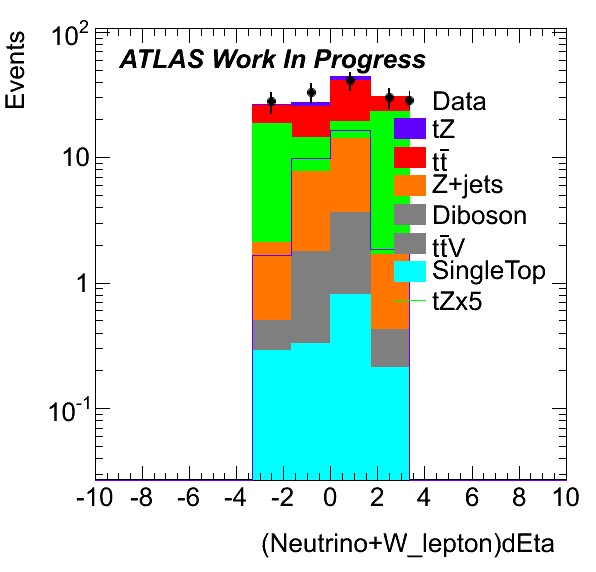 Events
10²
10
1
10⁻¹
ATLAS Work In Progress
Data
tZ
tt̄
Z+jets
Diboson
tt̄V
SingleTop
tZx5
-10 -8 -6 -4 -2 0 2 4 6 8 10
(Neutrino+W_lepton)dEta